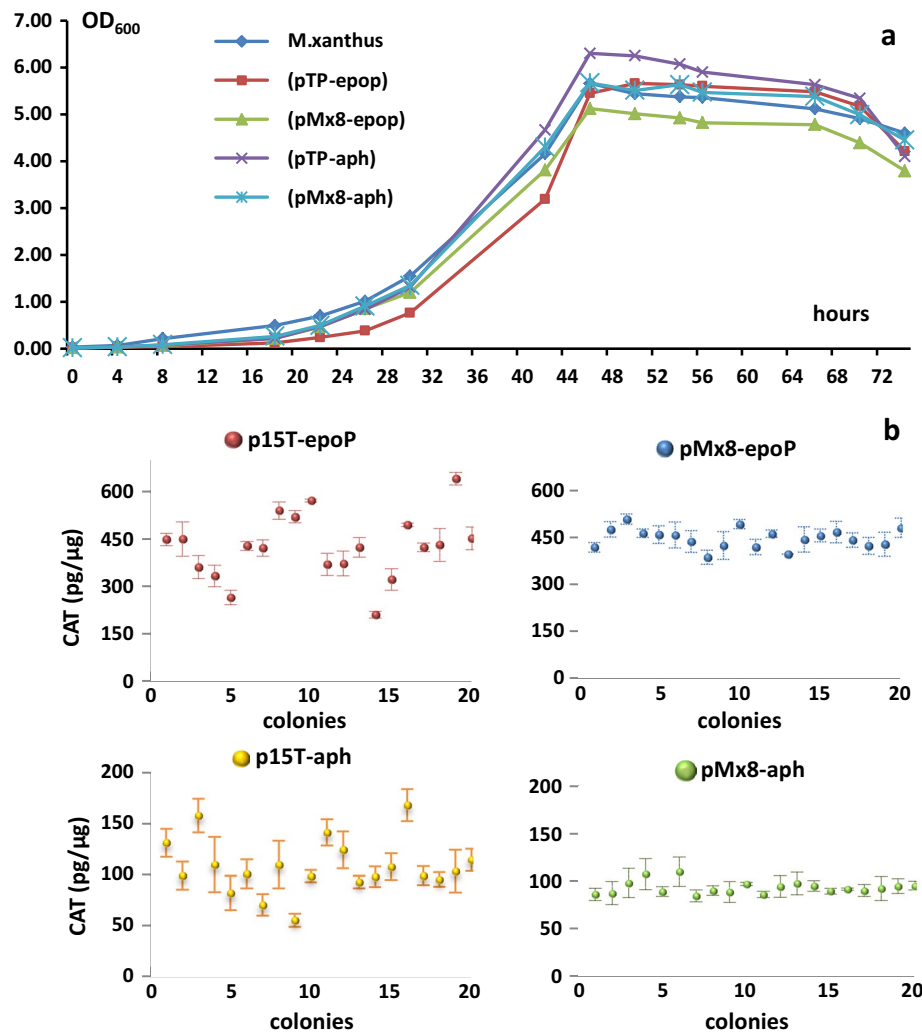 7.00 OD600 a
6.00 M.xanthus
5.00 (pTP-epop)
4.00 (pMx8-epop)
3.00 (pTP-aph)
2.00 (pMx8-aph)
1.00
hours
0.00
0 4 8 12 16 18 22 26 28 32 36 40 42 44 48 52 54 56 60 64 68 72
b
p15T-epoP
CAT (pg/µg)
600
450
300
150
0
0 5 10 15 20
colonies
pMx8-epoP
600
450
300
150
0
0 5 10 15 20
colonies
p15T-aph
CAT (pg/µg)
200
150
100
50
0
0 5 10 15 20
colonies
pMx8-aph
200
150
100
50
0
0 5 10 15 20
colonies